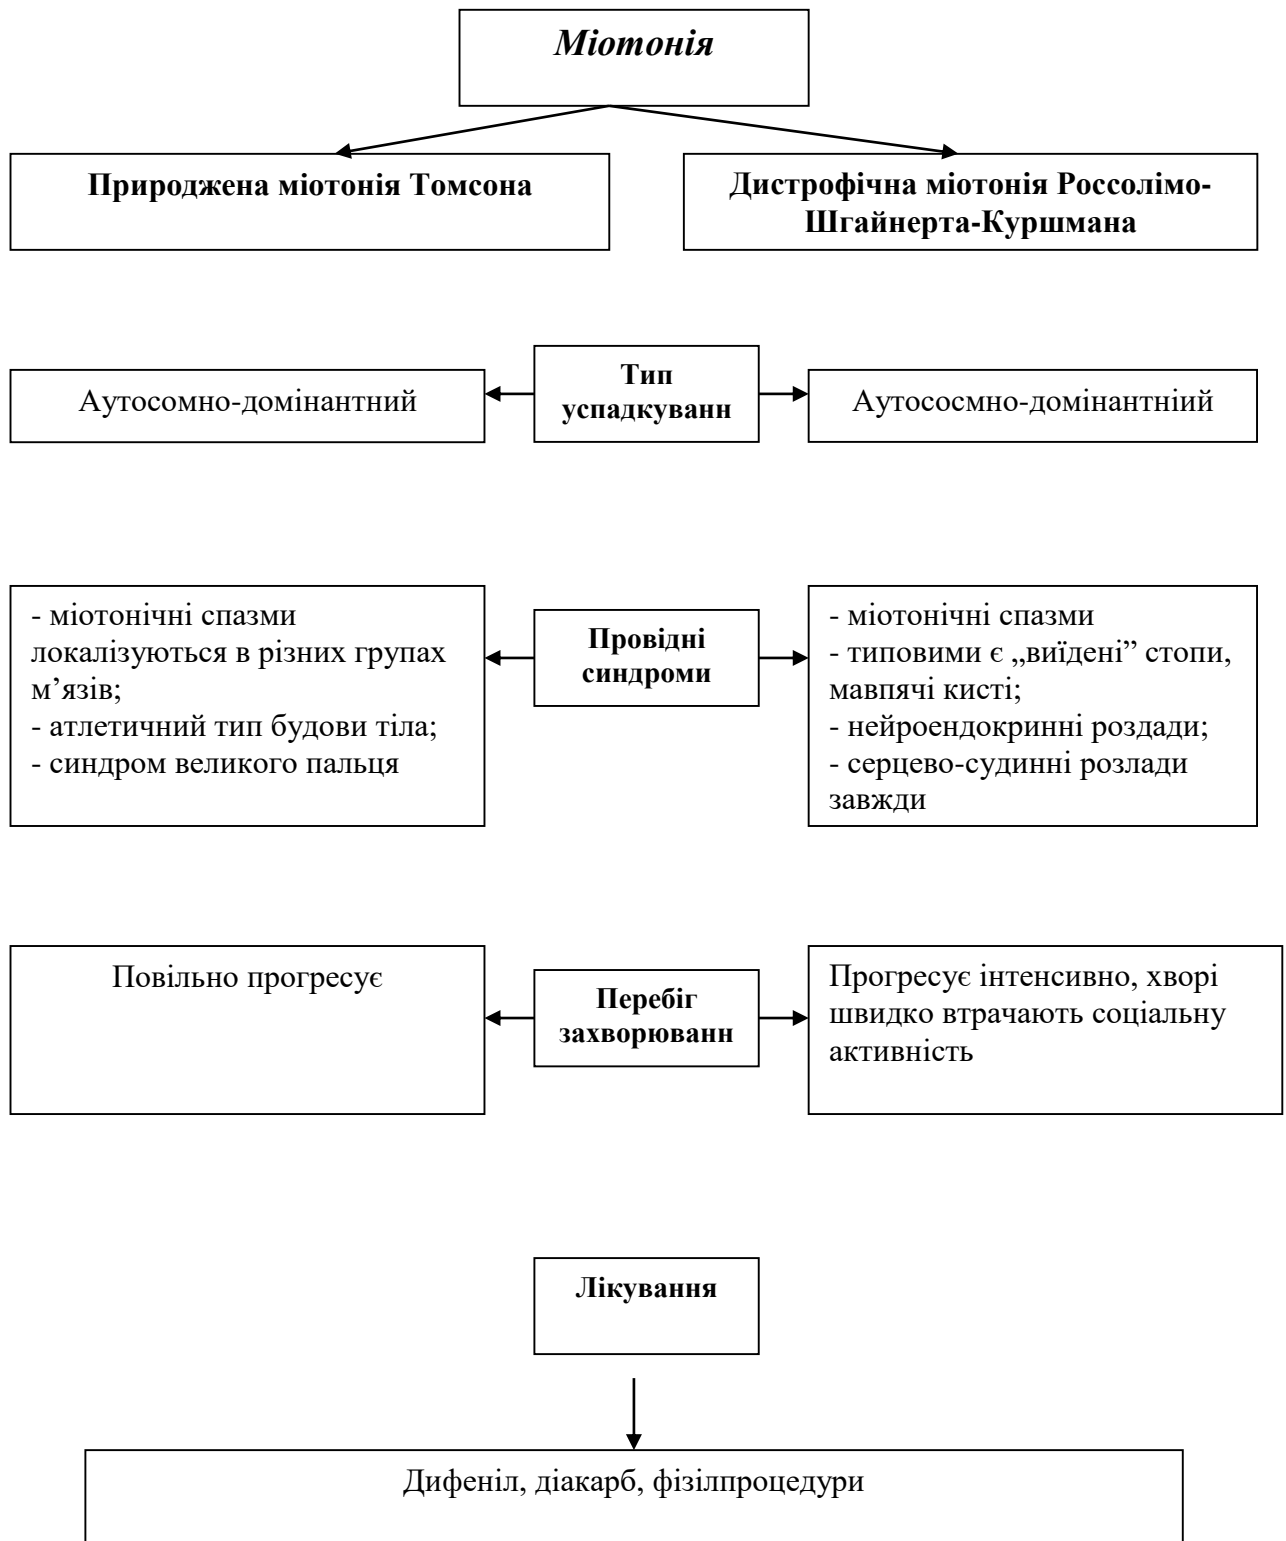 Міотонія
Природжена міотонія Томсона
Дистрофічна міотонія Россолімо-
Шгайнерта-Куршмана
Аутосомно-домінантний
Тип
успадкуванн
Аутосоємно-домінантніий
- міотонічні спазми
локалізуються в різних групах
м’язів;
- атлетичний тип будови тіла;
- синдром великого пальця
Провідні
синдроми
- міотонічні спазми
- типовими є „виїдені” стопи,
мавпячі кисті;
- нейроендокринні роздади;
- серцево-судинні розлади
завжди
Повільно прогресує
Перебіг
захворюванн
Прогресує інтенсивно, хворі
швидко втрачають соціальну
активність
Лікування
Дифеніл, діакарб, фізілпроцедури